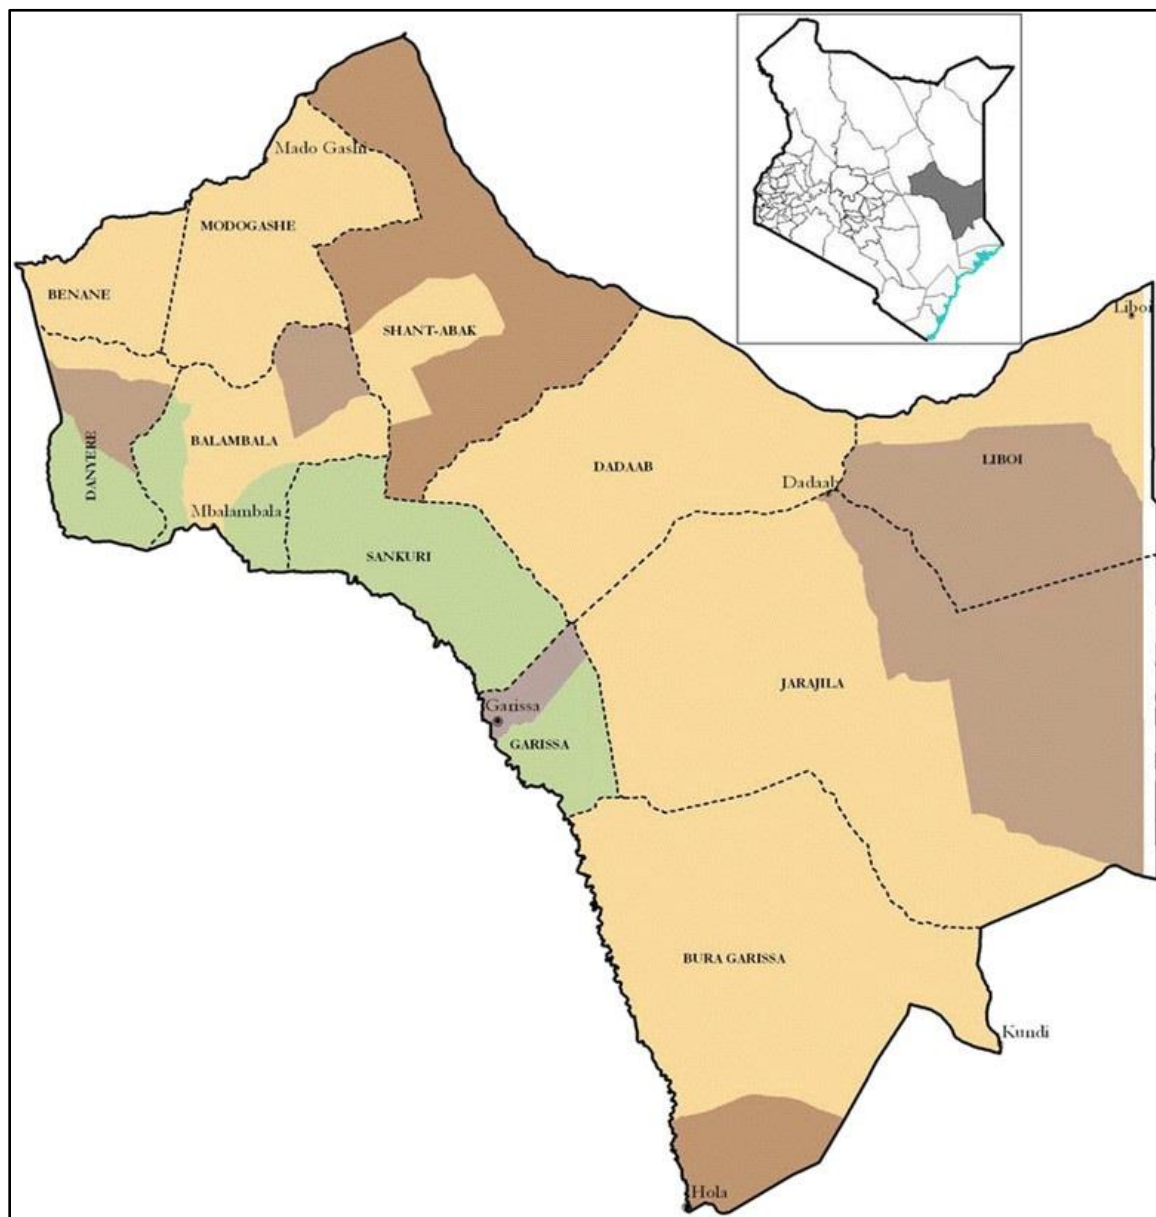 Mado Gashi
MODOGASHE
BENANE
Liboi
SHANT-ABAK
BALAMBALA
DANYERE
LIBOI
DADAAB
Dadaab
Mbalambala
SANKURI
JARAJILA
Garissa
GARISSA
BURA GARISSA
Kundi
Hola